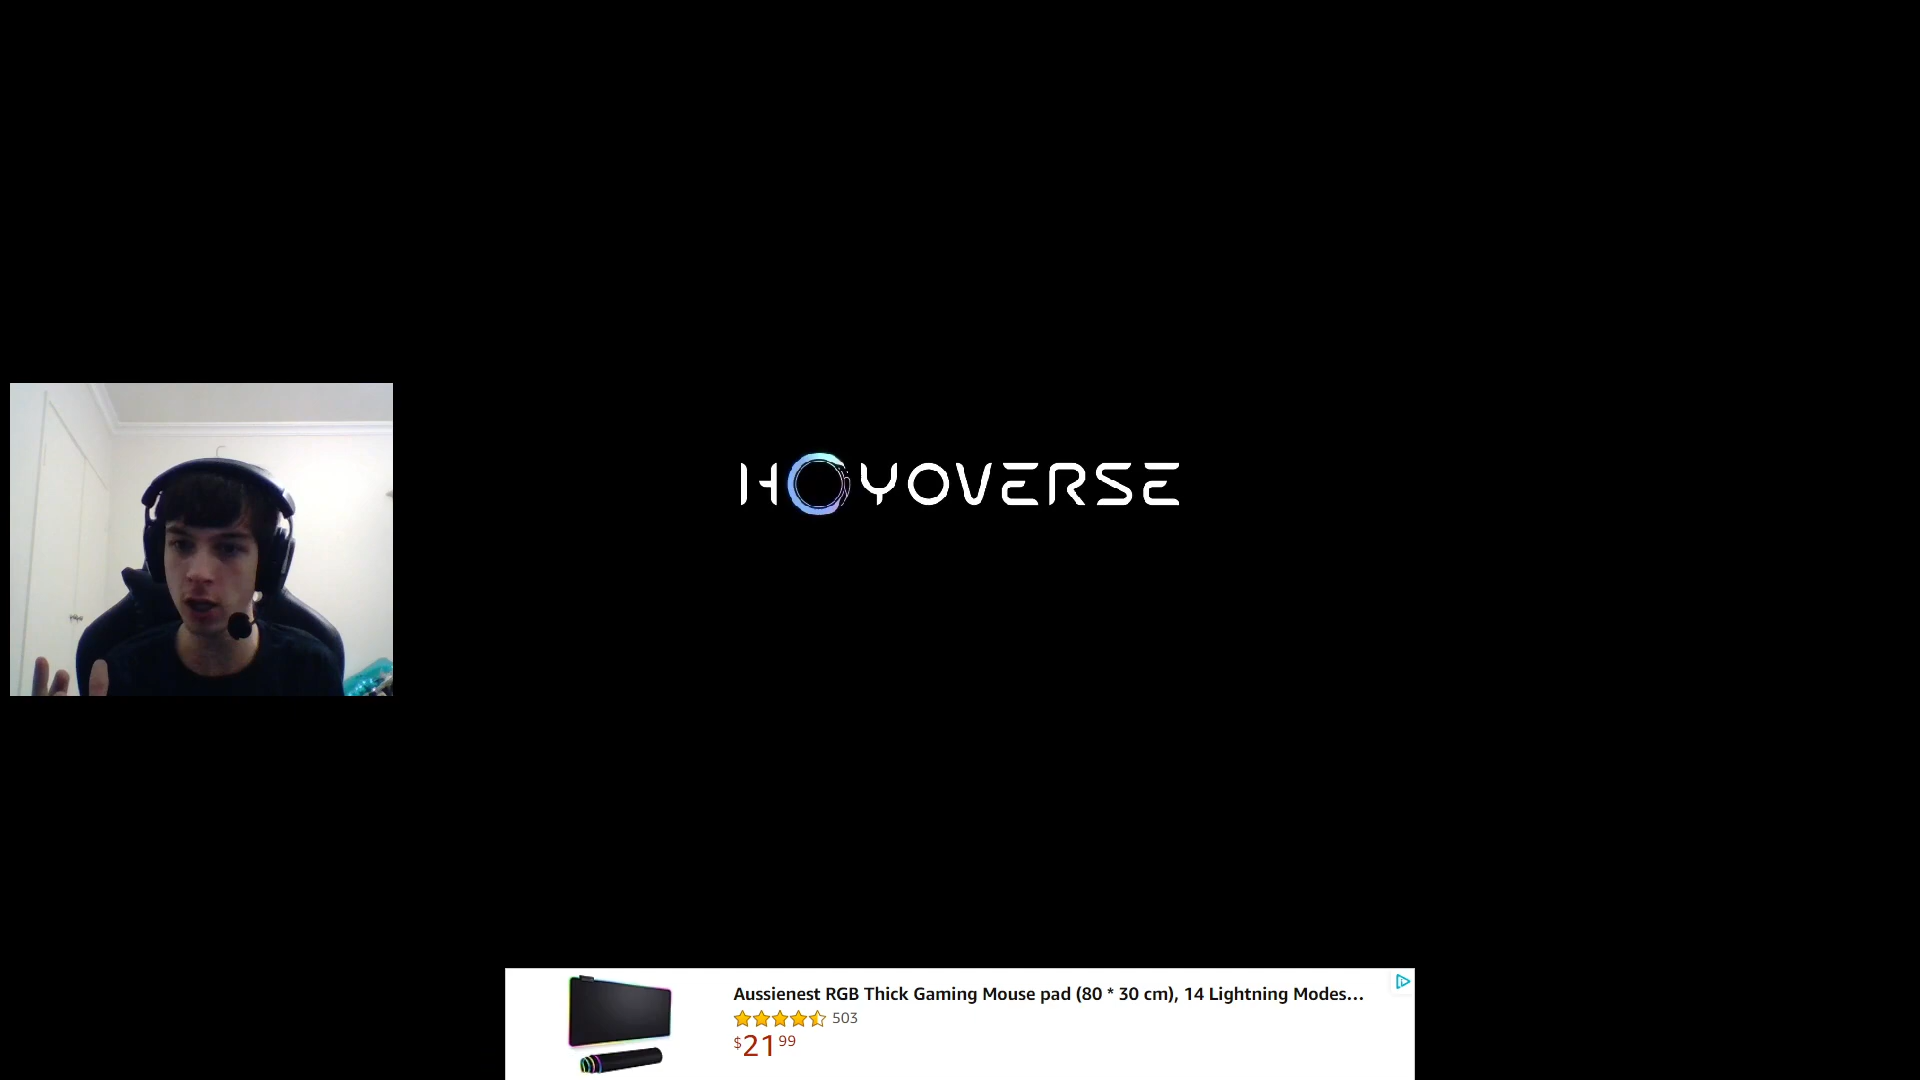 HOYOVERSE
Aussienest RGB Thick Gaming Mouse pad (80 * 30 cm), 14 Lightning Modes...
503
$21 99